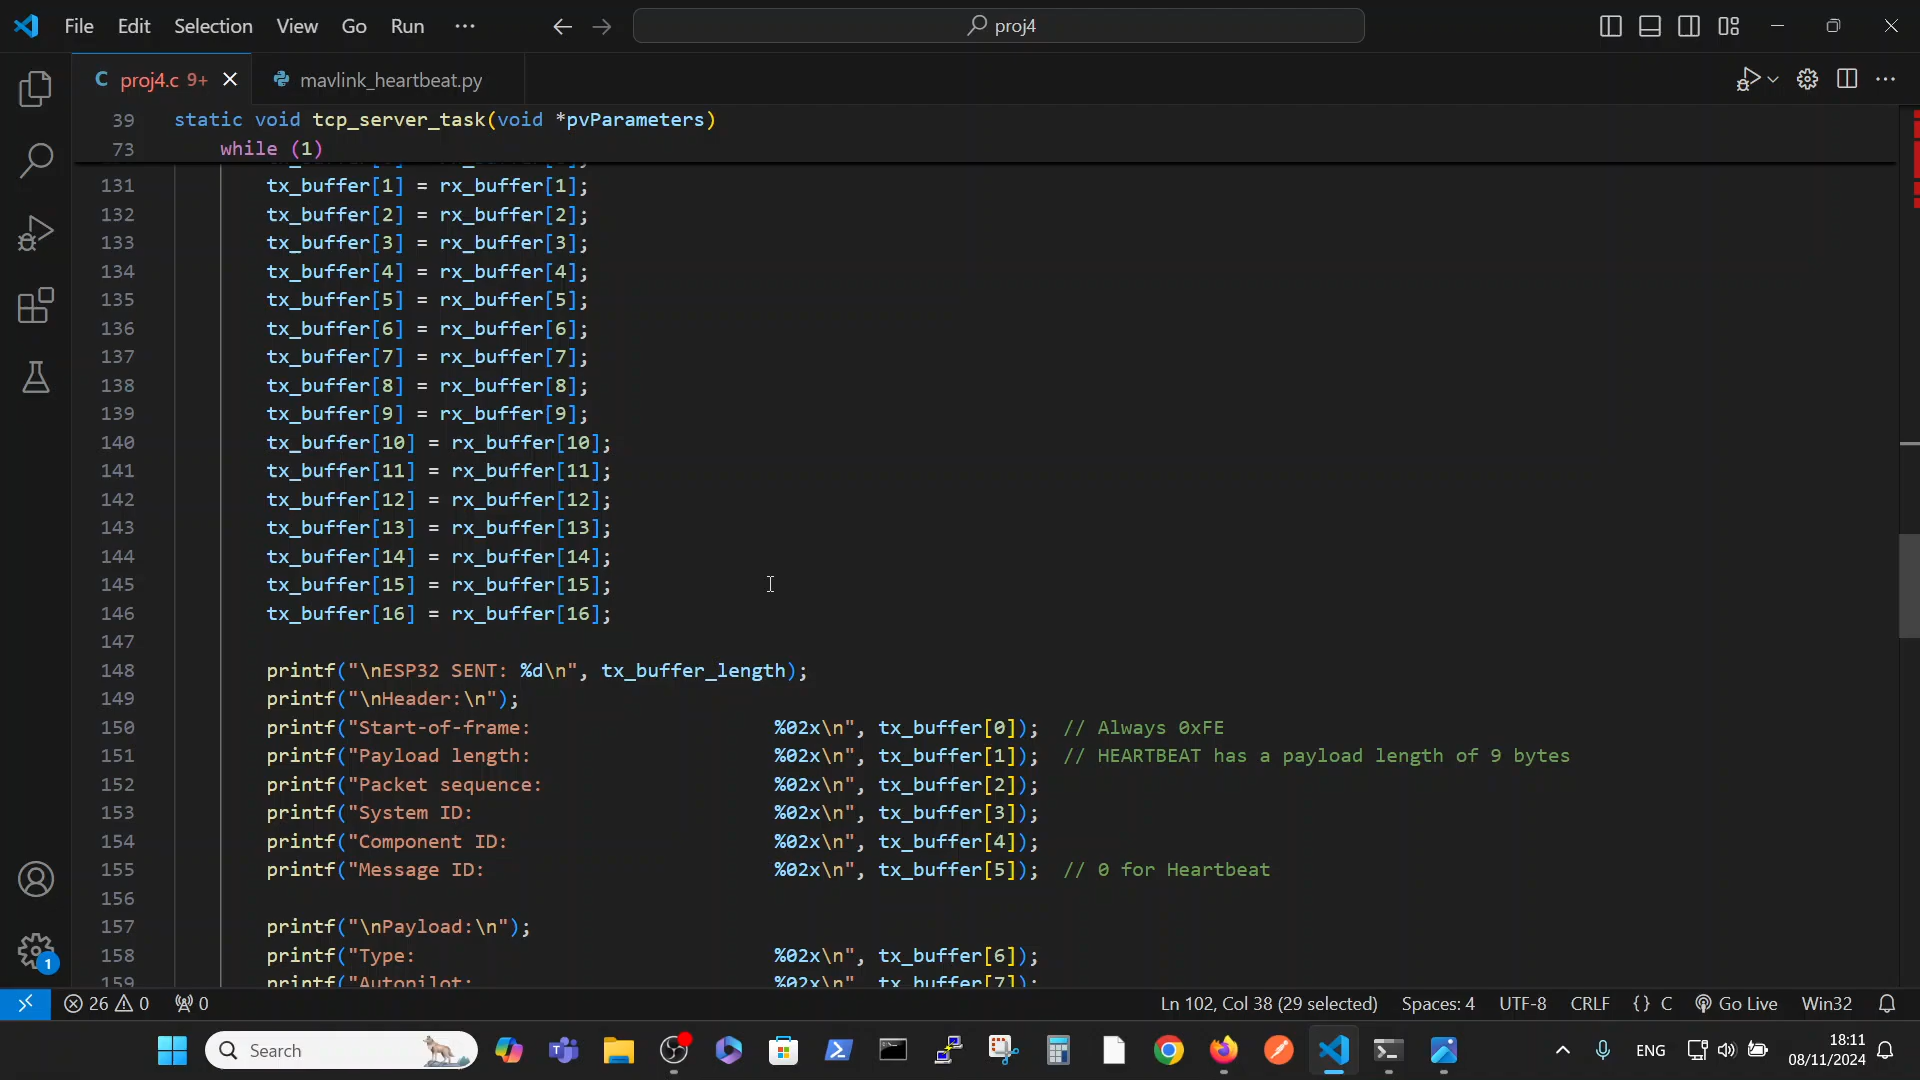 File Edit Selection View Go Run ··· proj4
proj4.c 9+ mavlink_heartbeat.py
39 static void tcp_server_task(void *pvParameters)
73 while (1)
131 tx_buffer[1] = rx_buffer[1];
132 tx_buffer[2] = rx_buffer[2];
133 tx_buffer[3] = rx_buffer[3];
134 tx_buffer[4] = rx_buffer[4];
135 tx_buffer[5] = rx_buffer[5];
136 tx_buffer[6] = rx_buffer[6];
137 tx_buffer[7] = rx_buffer[7];
138 tx_buffer[8] = rx_buffer[8];
139 tx_buffer[9] = rx_buffer[9];
140 tx_buffer[10] = rx_buffer[10];
141 tx_buffer[11] = rx_buffer[11];
142 tx_buffer[12] = rx_buffer[12];
143 tx_buffer[13] = rx_buffer[13];
144 tx_buffer[14] = rx_buffer[14];
145 tx_buffer[15] = rx_buffer[15];
146 tx_buffer[16] = rx_buffer[16];
147
148 printf("\nESP32 SENT: %d\n", tx_buffer_length);
149 printf("\nHeader:\n");
150 printf("Start-of-frame: %02x\n", tx_buffer[0]); // Always 0xFE
151 printf("Payload length: %02x\n", tx_buffer[1]); // HEARTBEAT has a payload length of 9 bytes
152 printf("Packet sequence: %02x\n", tx_buffer[2]);
153 printf("System ID: %02x\n", tx_buffer[3]);
154 printf("Component ID: %02x\n", tx_buffer[4]);
155 printf("Message ID: %02x\n", tx_buffer[5]); // 0 for Heartbeat
156
157 printf("\nPayload:\n");
158 printf("Type: %02x\n", tx_buffer[6]);
159 printf("Autopilot: %02x\n", tx_buffer[7]);
1 26 0 0 Ln 102, Col 38 (29 selected) Spaces: 4 UTF-8 CRLF {} C Go Live Win32
Search ENG 18:11
08/11/2024